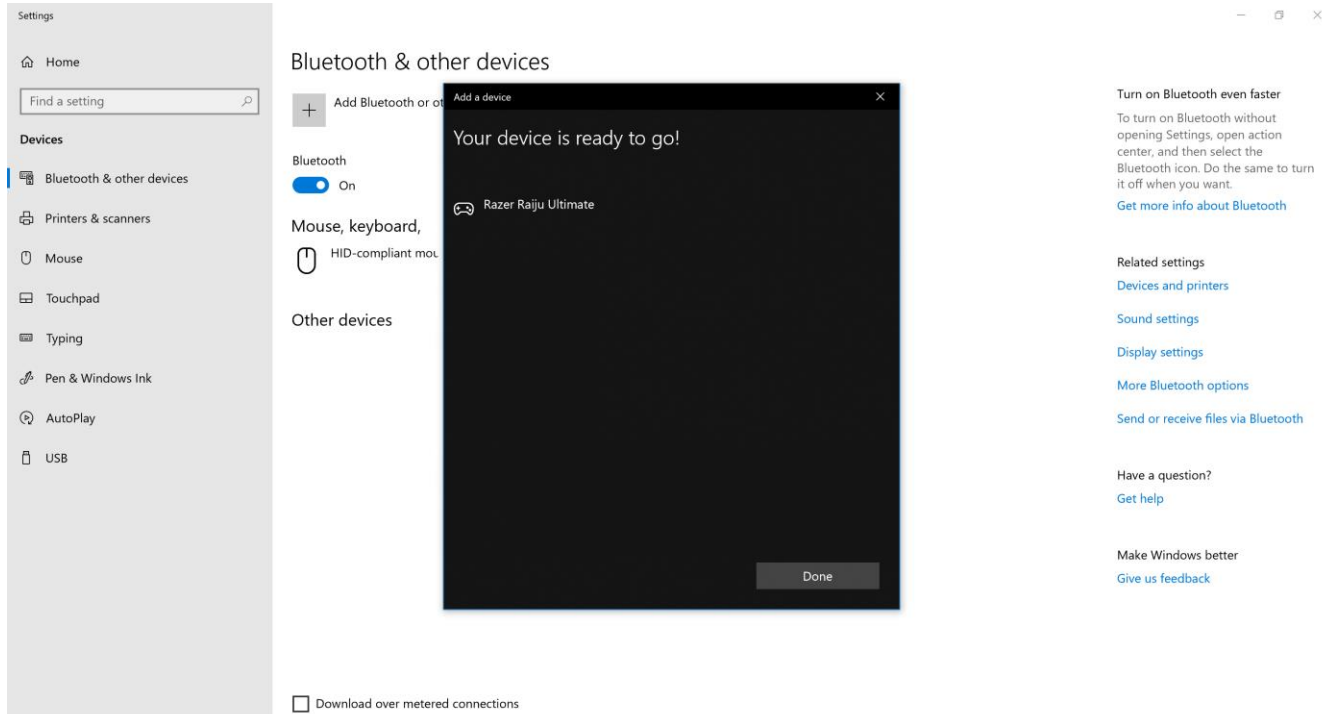 Settings
Home
Find a setting
Devices
Bluetooth & other devices
Printers & scanners
Mouse
Touchpad
Typing
Pen & Windows Ink
AutoPlay
USB
Bluetooth & other devices
Add Bluetooth or ot
Bluetooth
On
Mouse, keyboard,
HID-compliant mou
Other devices
Download over metered connections
Add a device
Your device is ready to go!
Razer Raiju Ultimate
Done
Turn on Bluetooth even faster
To turn on Bluetooth without
opening Settings, open action
center, and then select the
Bluetooth icon. Do the same to turn
it off when you want.
Get more info about Bluetooth
Related settings
Devices and printers
Sound settings
Display settings
More Bluetooth options
Send or receive files via Bluetooth
Have a question?
Get help
Make Windows better
Give us feedback